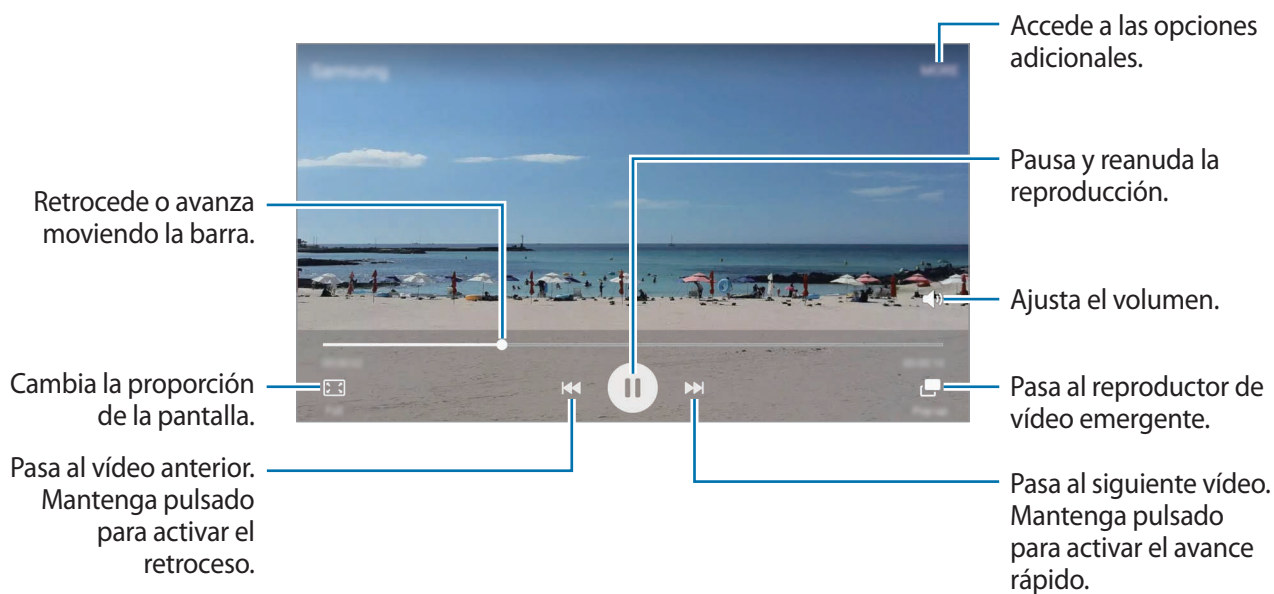 Accede a las opciones
adicionales.
Samsung
MORE
Pausa y reanuda la
reproducción.
Retrocede o avanza
moviendo la barra.
Ajusta el volumen.
Cambia la proporción
de la pantalla.
Pasa al reproductor de
vídeo emergente.
Pasa al vídeo anterior.
Mantenga pulsado
para activar el
retroceso.
Pasa al siguiente vídeo.
Mantenga pulsado
para activar el avance
rápido.